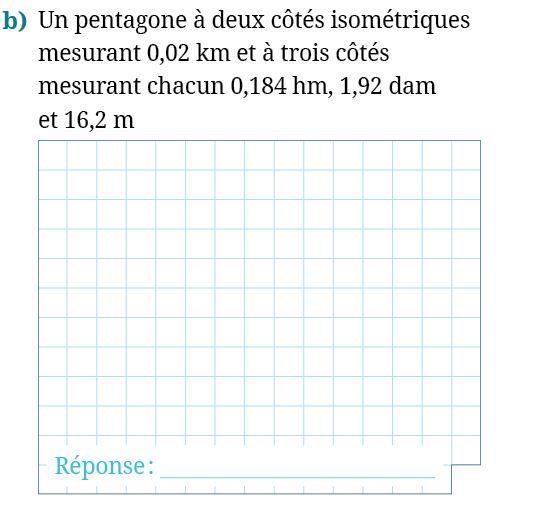 b) Un pentagone à deux côtés isométriques
mesurant 0,02 km et à trois côtés
mesurant chacun 0,184 hm, 1,92 dam
et 16,2 m
Réponse :